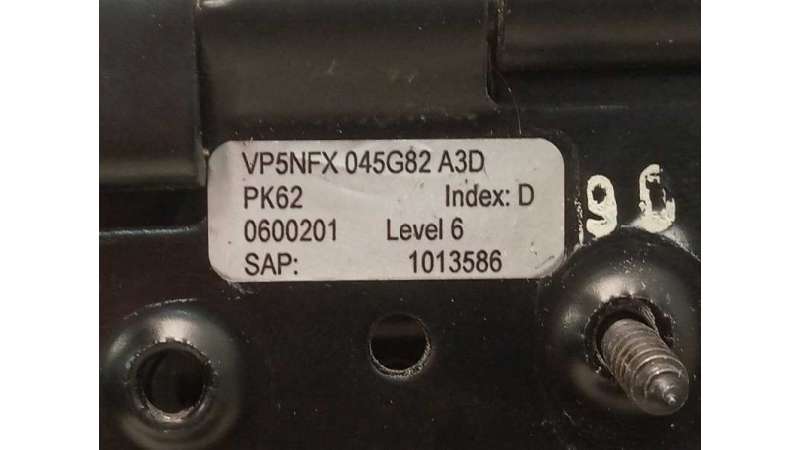 VP5NFX 045G82 A3D
PK62 Index: D
0600201 Level 6
SAP: 1013586